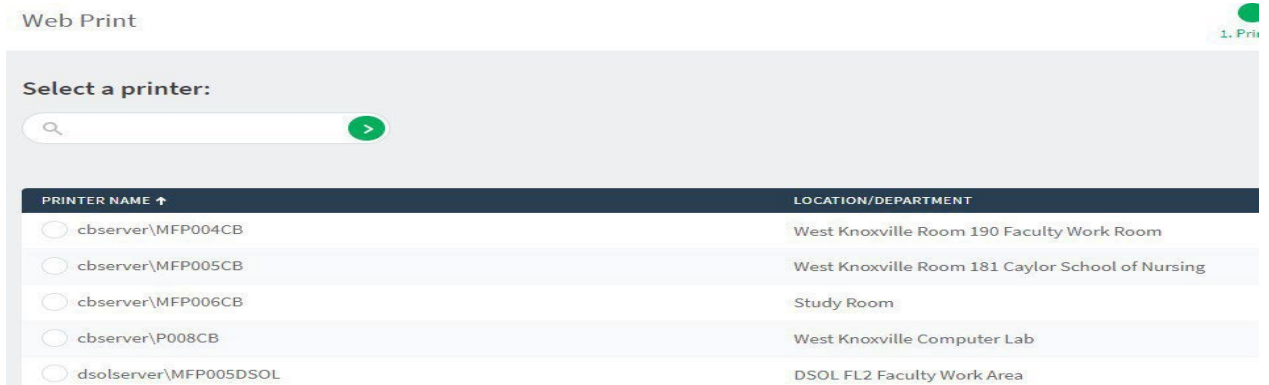 Web Print
1. Prin
Select a printer:
PRINTER NAME ↑ LOCATION/DEPARTMENT
cbserver\MFP004CB West Knoxville Room 190 Faculty Work Room
cbserver\MFP005CB West Knoxville Room 181 Caylor School of Nursing
cbserver\MFP006CB Study Room
cbserver\P008CB West Knoxville Computer Lab
dsolserver\MFP005DSOL DSOL FL2 Faculty Work Area